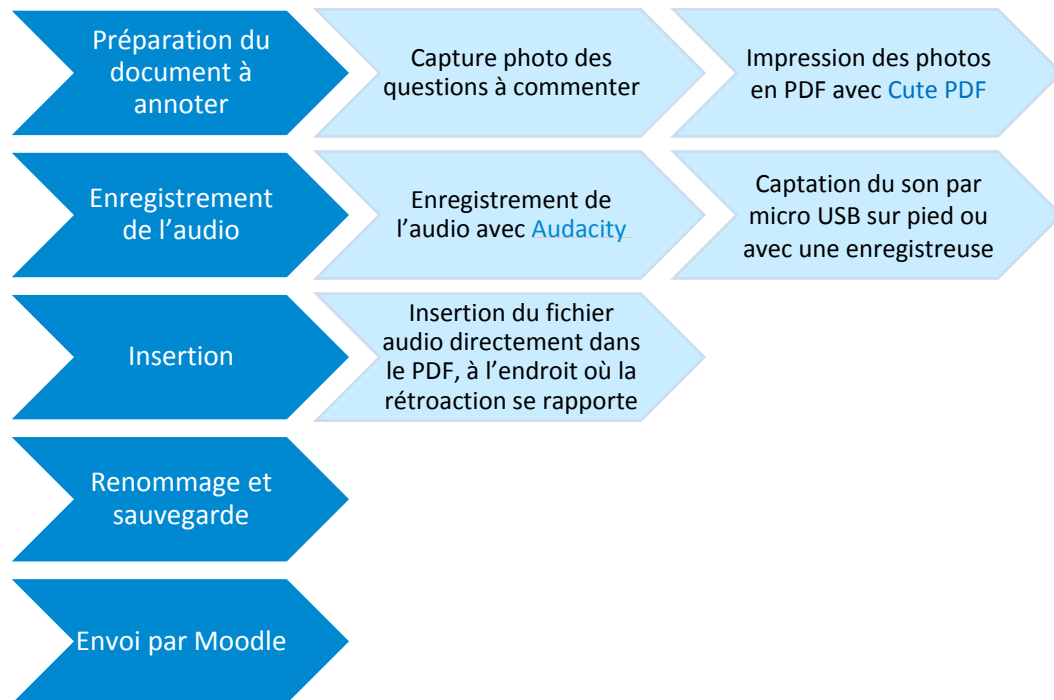 Préparation du
document à
annoter
Capture photo des
questions à commenter
Impression des photos
en PDF avec Cute PDF
Enregistrement
de l’audio
Enregistrement de
l’audio avec Audacity
Captation du son par
micro USB sur pied ou
avec une enregistreuse
Insertion
Insertion du fichier
audio directement dans
le PDF, à l’endroit où la
rétroaction se rapporte
Renommage et
sauvegarde
Envoi par Moodle